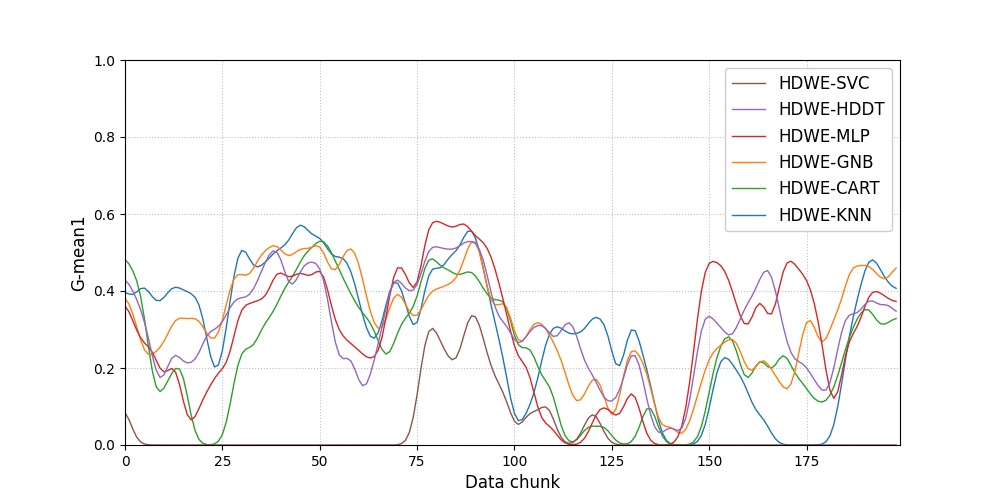 1.0
0.8
0.6
0.4
0.2
0.0
G-mean1
0
25
50
75
100
125
150
175
Data chunk
HDWE-SVC
HDWE-HDDT
HDWE-MLP
HDWE-GNB
HDWE-CART
HDWE-KNN